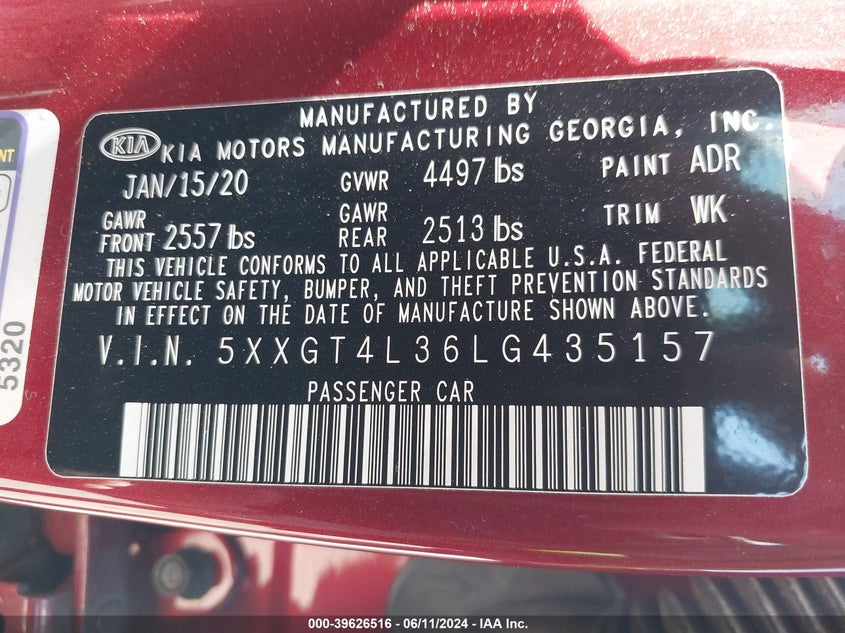 MANUFACTURED BY
KIA KIA MOTORS MANUFACTURING GEORGIA, INC.
JAN/15/20 GVWR 4497 lbs PAINT ADR
GAWR FRONT 2557 lbs GAWR REAR 2513 lbs TRIM WK
THIS VEHICLE CONFORMS TO ALL APPLICABLE U.S.A. FEDERAL
MOTOR VEHICLE SAFETY, BUMPER, AND THEFT PREVENTION STANDARDS
IN EFFECT ON THE DATE OF MANUFACTURE SHOWN ABOVE.
V.I.N. 5XXGT4L36LG435157
PASSENGER CAR
5320
000-39626516 - 06/11/2024 - IAA Inc.